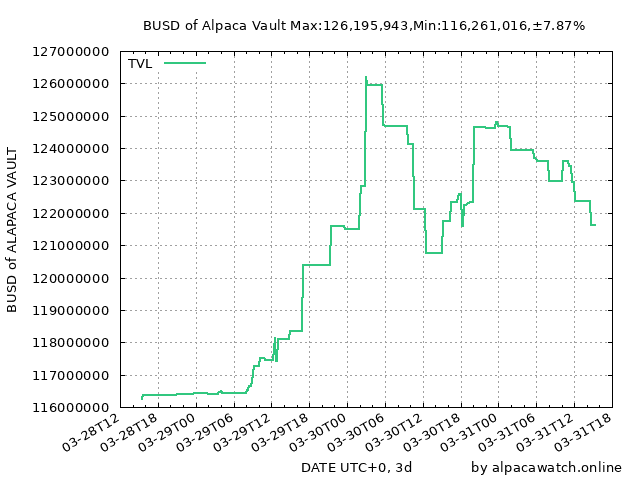 BUSD of Alpaca Vault Max:126,195,943,Min:116,261,016,±7.87%
TVL
127000000
126000000
125000000
124000000
123000000
122000000
121000000
120000000
119000000
118000000
117000000
116000000
BUSD of ALAPACA VAULT
03-28T12
03-28T18
03-29T00
03-29T06
03-29T12
03-29T18
03-30T00
03-30T06
03-30T12
03-30T18
03-31T00
03-31T06
03-31T12
03-31T18
DATE UTC+0, 3d
by alpacawatch.online